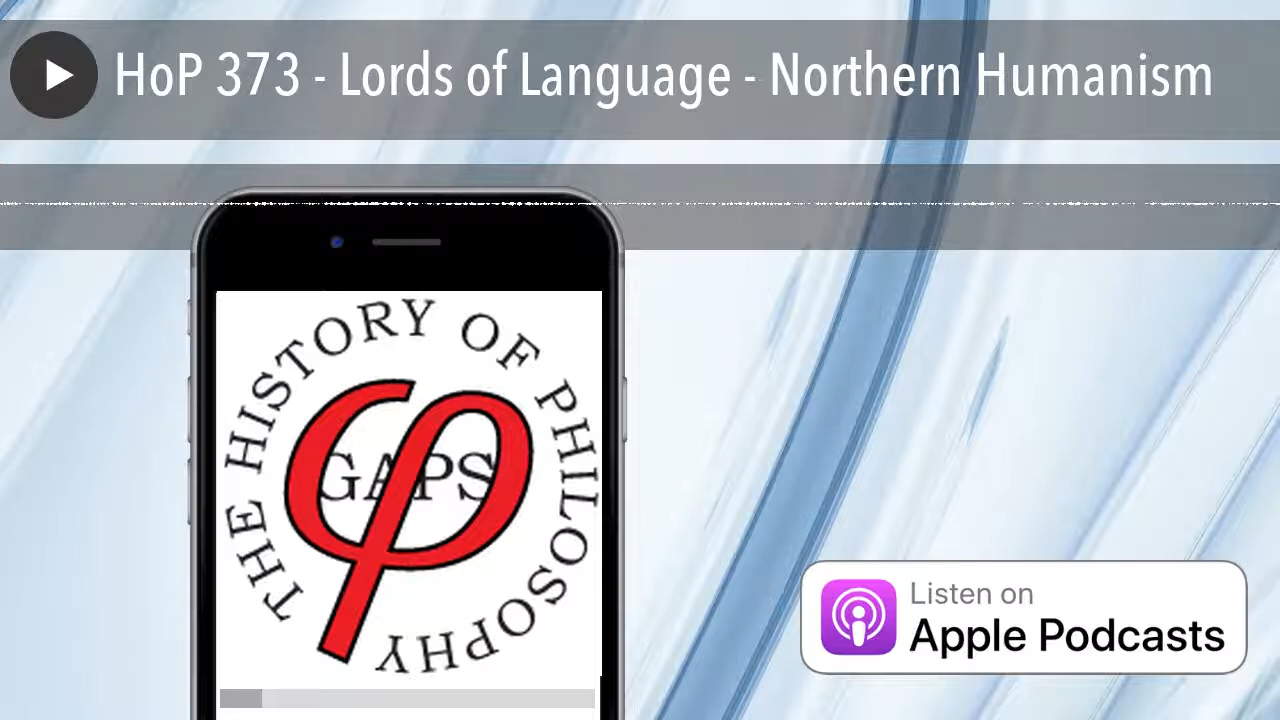 HoP 373 - Lords of Language - Northern Humanism
THE HISTORY OF PHILOSOPHY
GAPS
φ
Listen on
Apple Podcasts